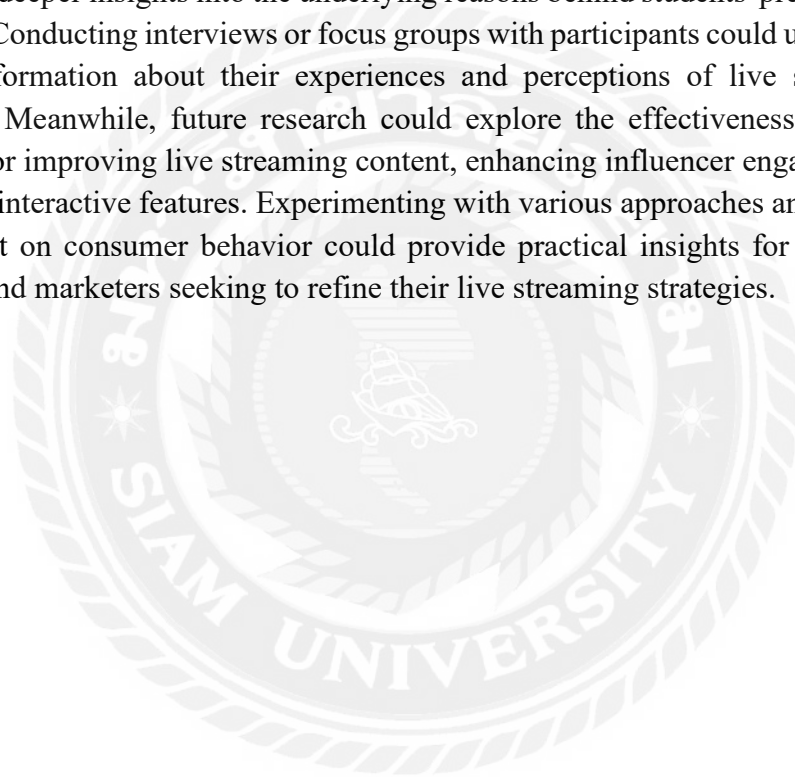 deeper insights into the underlying reasons behind students' pre
Conducting interviews or focus groups with participants could u
formation about their experiences and perceptions of live s
Meanwhile, future research could explore the effectiveness
or improving live streaming content, enhancing influencer enga
interactive features. Experimenting with various approaches an
t on consumer behavior could provide practical insights for
nd marketers seeking to refine their live streaming strategies.
SIAM UNIVERSITY